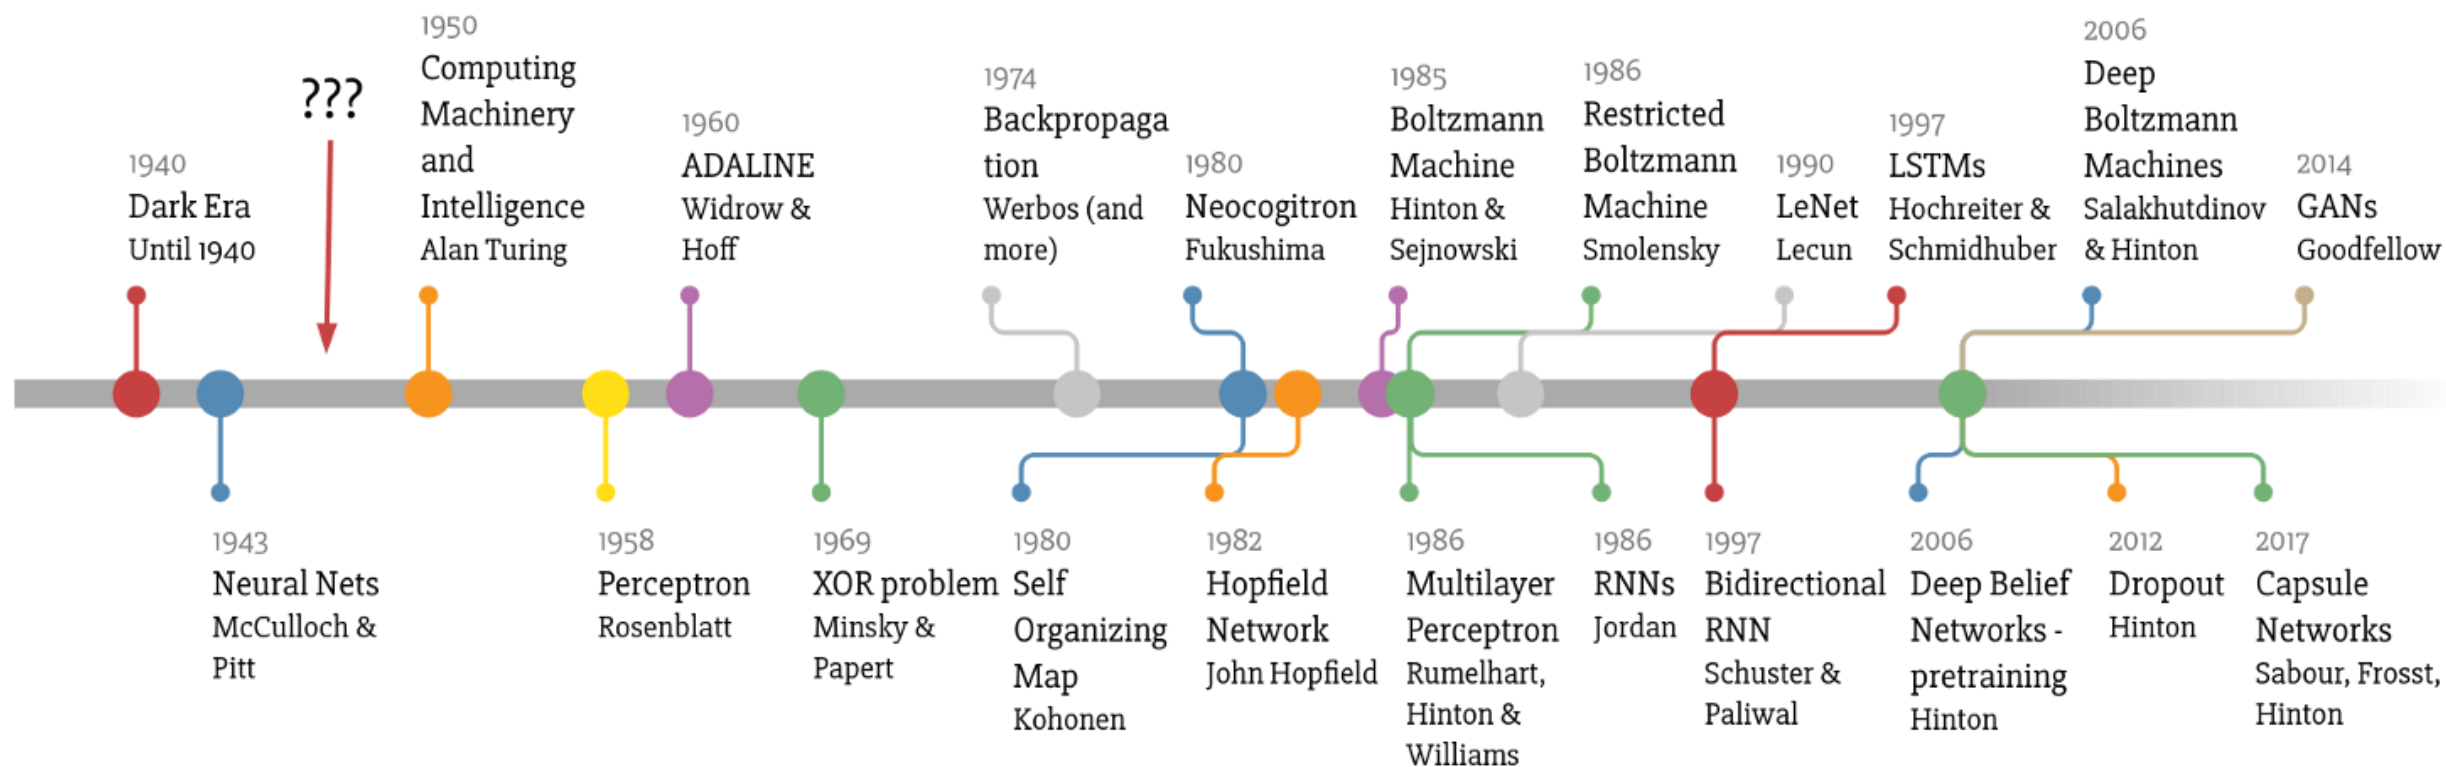 ???
1940
Dark Era
Until 1940
1950
Computing
Machinery
and
Intelligence
Alan Turing
1960
ADALINE
Widrow &
Hoff
1974
Backpropaga
tion
Werbos (and
more)
1980
Neocogitron
Fukushima
1985
Boltzmann
Machine
Hinton &
Sejnowski
1986
Restricted
Boltzmann
Machine
Smolensky
1990
LeNet
Lecun
1997
LSTMs
Hochreiter &
Schmidhuber
2006
Deep
Boltzmann
Machines
Salakhutdinov
& Hinton
2014
GANs
Goodfellow
1943
Neural Nets
McCulloch &
Pitt
1958
Perceptron
Rosenblatt
1969
XOR problem
Minsky &
Papert
1980
Self
Organizing
Map
Kohonen
1982
Hopfield
Network
John Hopfield
1986
Multilayer
Perceptron
Rumelhart,
Hinton &
Williams
1986
RNNs
Jordan
1997
Bidirectional
RNN
Schuster &
Paliwal
2006
Deep Belief
Networks -
pretraining
Hinton
2012
Dropout
Hinton
2017
Capsule
Networks
Sabour, Frosst,
Hinton